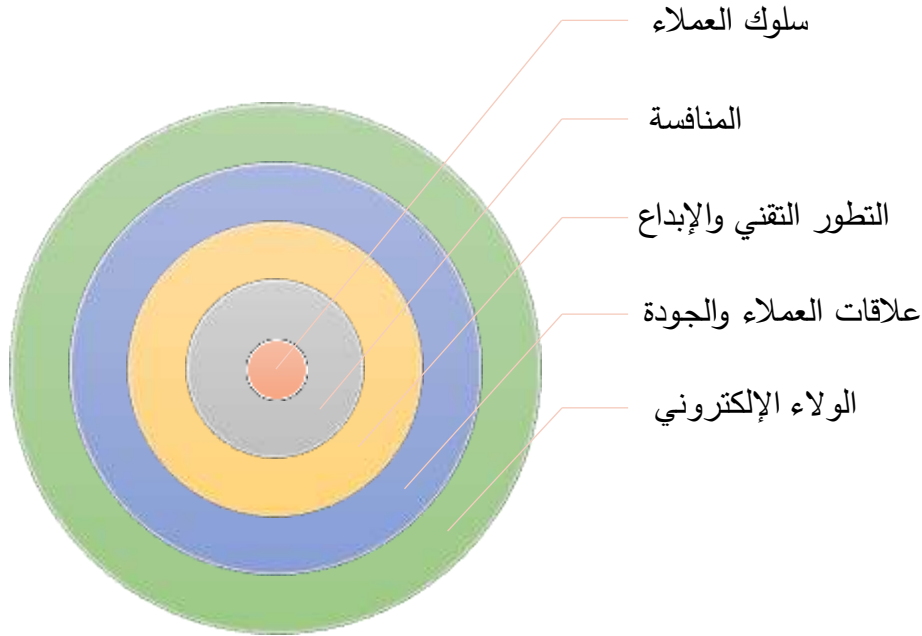 سلوك العملاء
المنافسة
التطور التقني والإبداع
علاقات العملاء والجودة
الولاء الإلكتروني